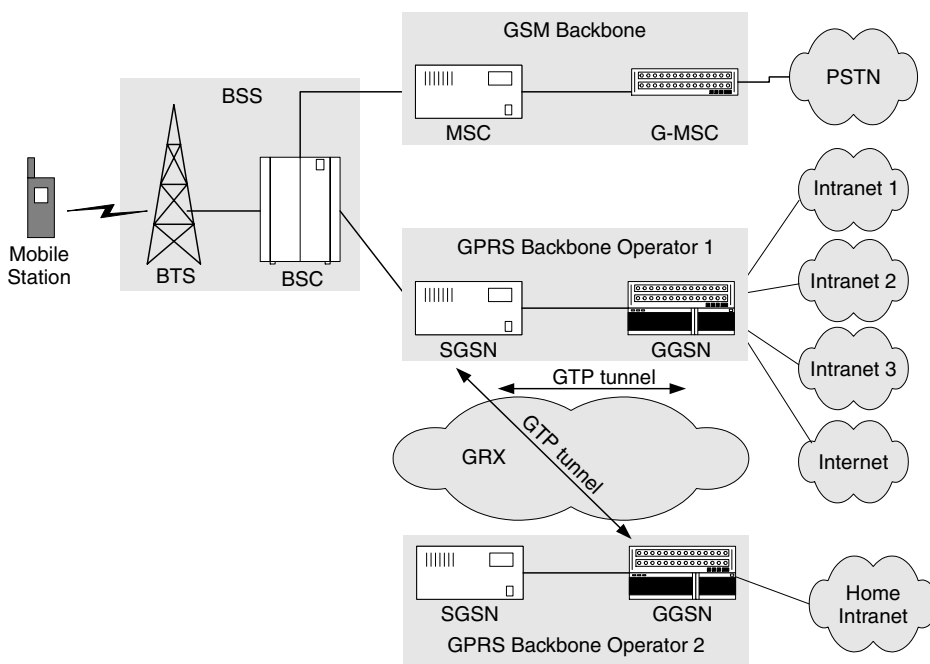 GSM Backbone
MSC
G-MSC
PSTN
BSS
BTS
BSC
Mobile
Station
GPRS Backbone Operator 1
SGSN
GGSN
Intranet 1
Intranet 2
Intranet 3
Internet
GTP tunnel
GTP tunnel
GRX
SGSN
GGSN
GPRS Backbone Operator 2
Home
Intranet